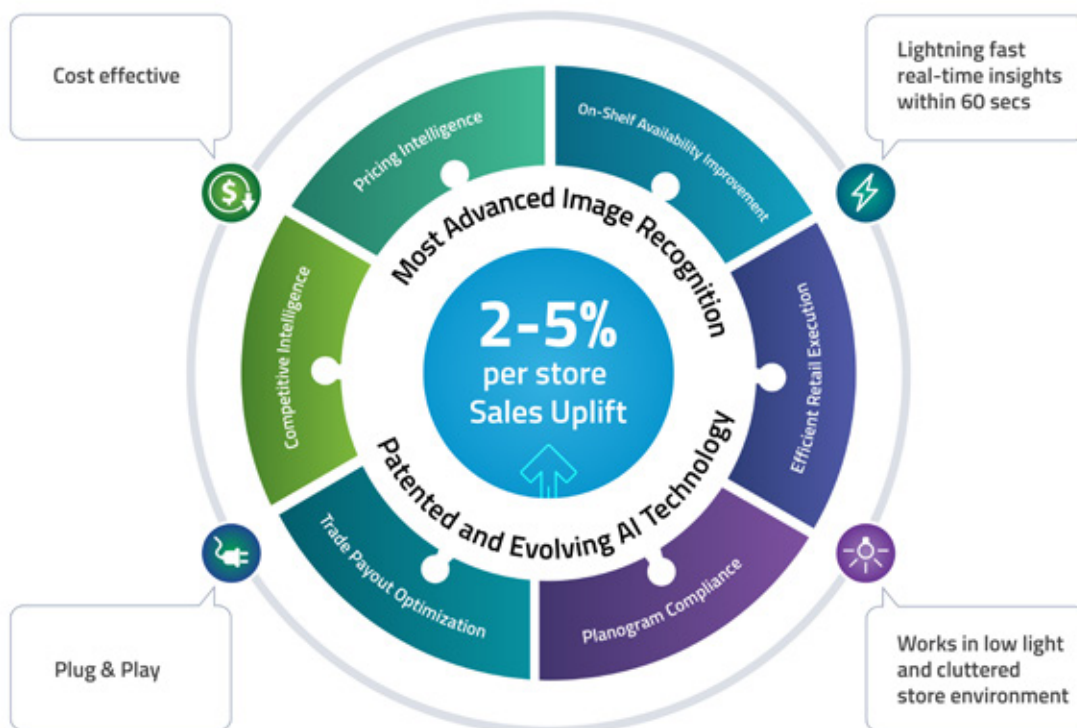 Cost effective
Lightning fast
real-time insights
within 60 secs
Pricing Intelligence
On-Shelf Availability Improvement
Most Advanced Image Recognition
Competitive Intelligence
Efficient Retail Execution
2-5%
per store
Sales Uplift
Patented and Evolving AI Technology
Trade Payout Optimization
Planogram Compliance
Plug & Play
Works in low light
and cluttered
store environment